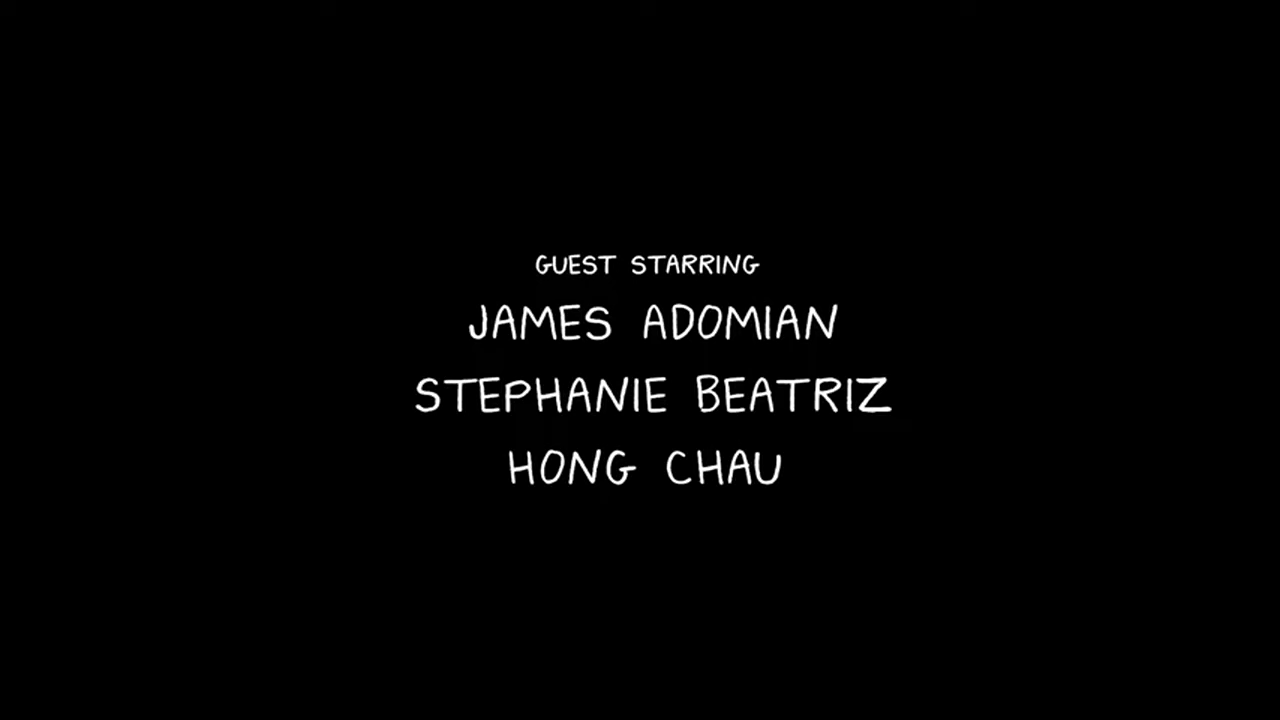 GUEST STARRING
JAMES ADOMIAN
STEPHANIE BEATRIZ
HONG CHAU